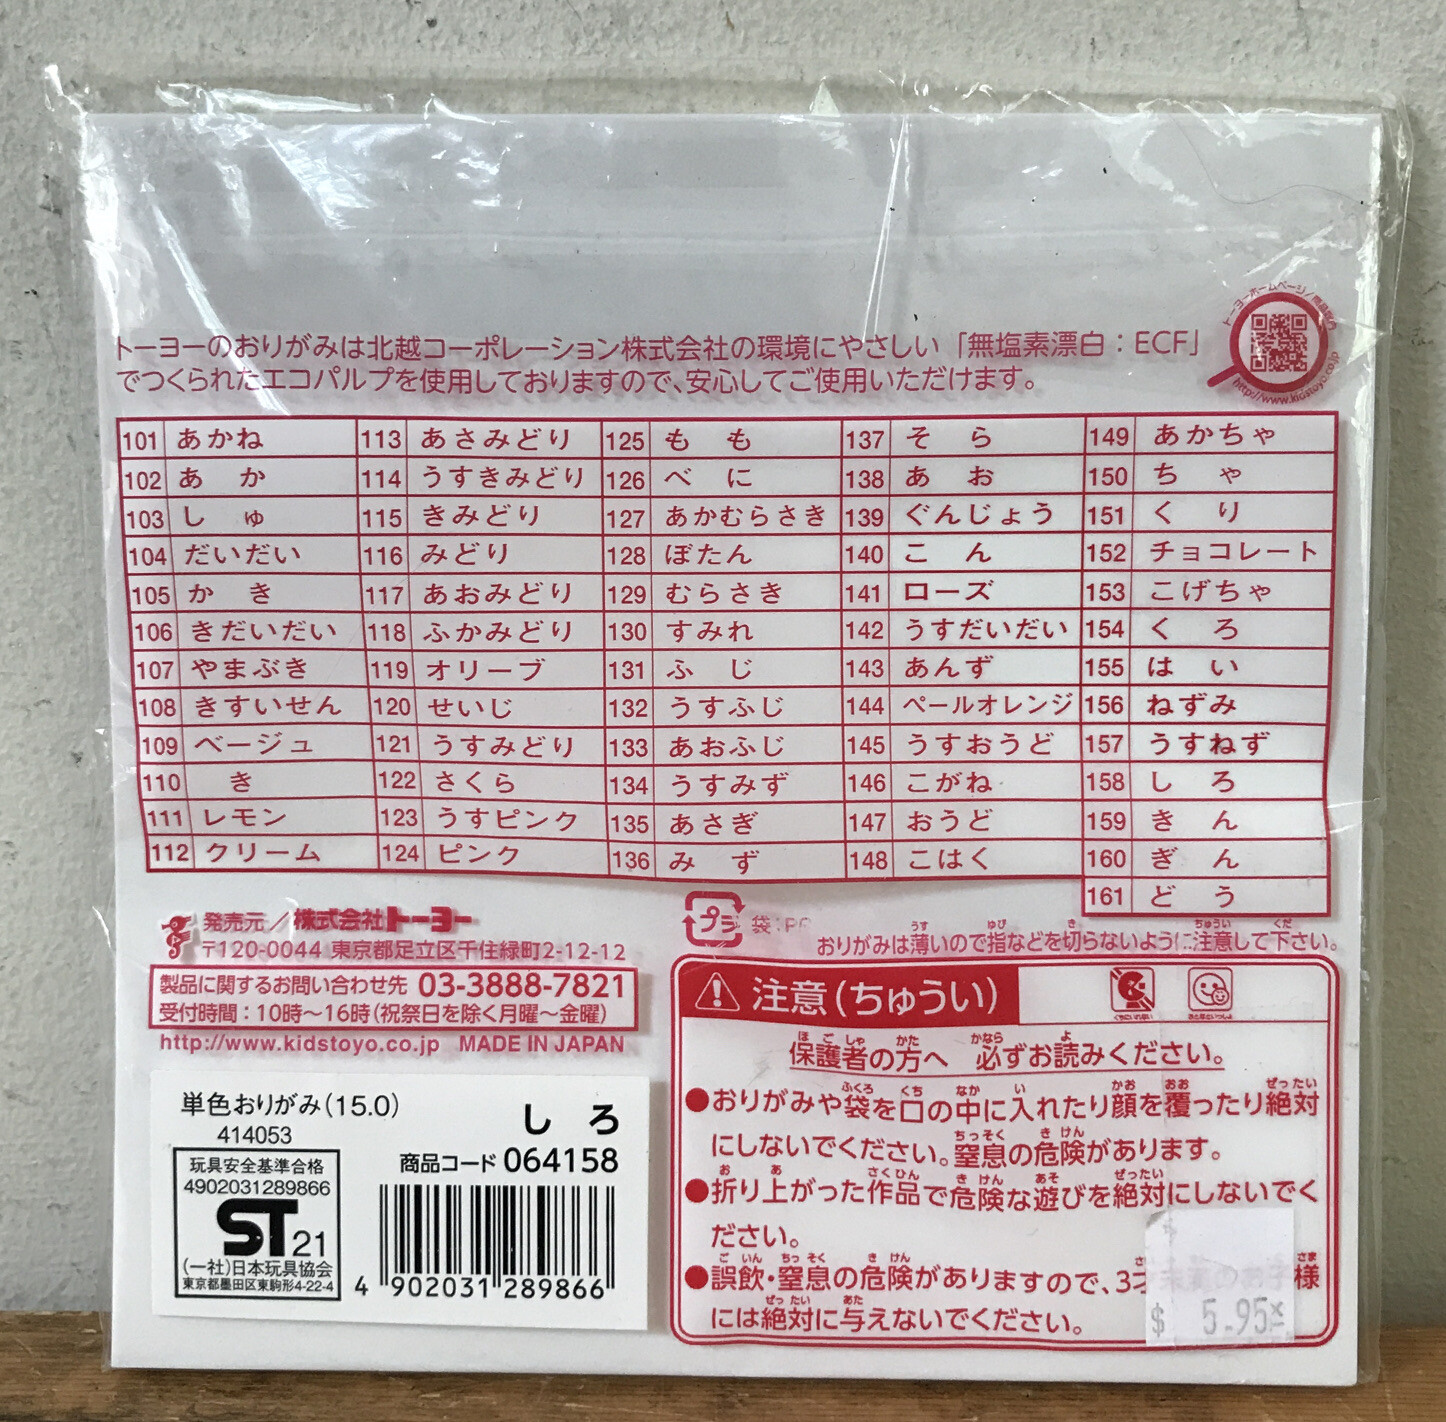 トーヨーホームページ/
http://www.kidstoyo.co.jp
トーヨーのおりがみは北越コーポレーション株式会社の環境にやさしい「無塩素漂白：ECF」
でつくられたエコパルプを使用しておりますので、安心してご使用いただけます。
101 あかね 113 あさみどり 125 もも 137 そら 149 あかちゃ
102 あか 114 うすきみどり 126 べに 138 あお 150 ちゃ
103 しゅ 115 きみどり 127 あかむらさき 139 ぐんじょう 151 くり
104 だいだい 116 みどり 128 ぼたん 140 こん 152 チョコレート
105 かき 117 あおみどり 129 むらさき 141 ローズ 153 こげちゃ
106 きだいだい 118 ふかみどり 130 すみれ 142 うすだいだい 154 くろ
107 やまぶき 119 オリーブ 131 ふじ 143 あんず 155 はい
108 きすいせん 120 せいじ 132 うすふじ 144 ペールオレンジ 156 ねずみ
109 ベージュ 121 うすみどり 133 あおふじ 145 うすおうど 157 うすねず
110 き 122 さくら 134 うすみず 146 こがね 158 しろ
111 レモン 123 うすピンク 135 あさぎ 147 おうど 159 きん
112 クリーム 124 ピンク 136 みず 148 こはく 160 ぎん
161 どう
発売元／株式会社トーヨー
〒120-0044 東京都足立区千住緑町2-12-12
製品に関するお問い合わせ先 03-3888-7821
受付時間：10時～16時（祝祭日を除く月曜～金曜）
http://www.kidstoyo.co.jp MADE IN JAPAN
プラ 袋：
おりがみは薄いので指などを切らないように注意して下さい。
注意（ちゅうい）
保護者の方へ 必ずお読みください。
●おりがみや袋を口の中に入れたり顔を覆ったり絶対
にしないでください。窒息の危険があります。
●折り上がった作品で危険な遊びを絶対にしないでく
ださい。
●誤飲・窒息の危険がありますので、3才 様
には絶対に与えないでください。
$ 5.95
単色おりがみ（15.0）
414053
しろ
商品コード 064158
玩具安全基準合格
4902031289866
ST 21
（一社）日本玩具協会
東京都墨田区東駒形4-22-4
4 902031 289866